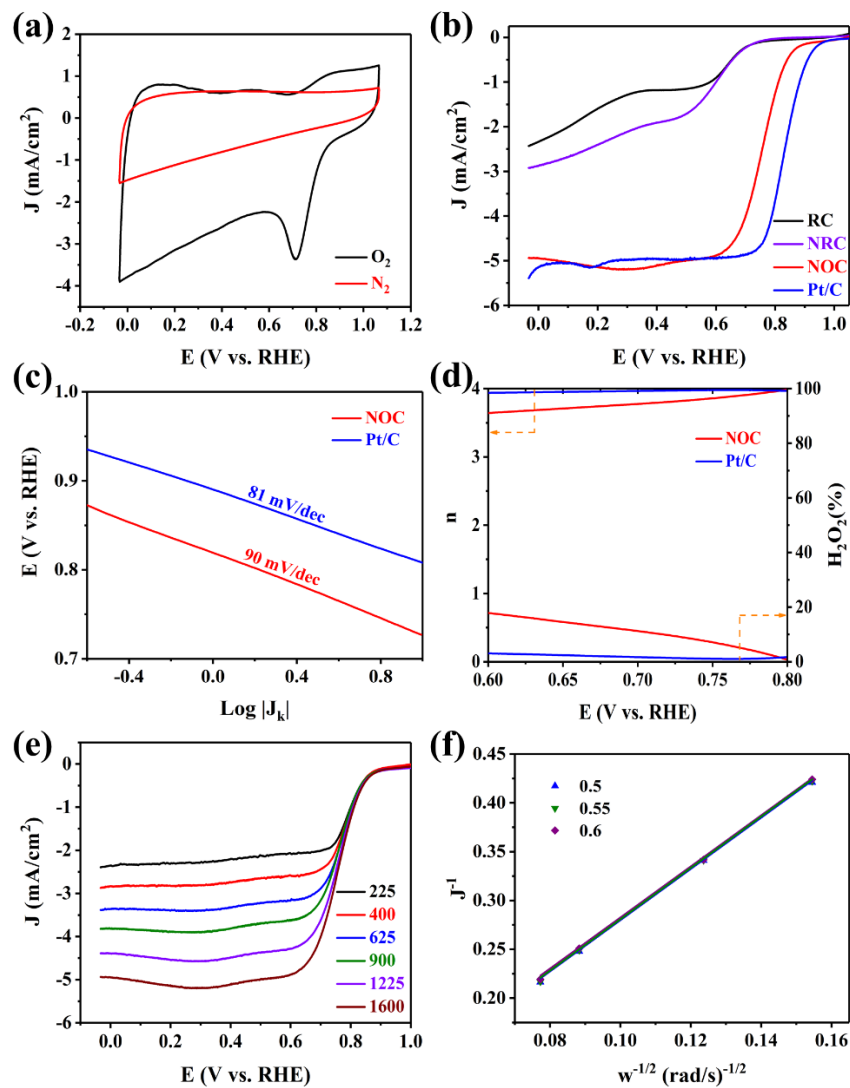 (a)
J (mA/cm²)
2
1
0
-1
-2
-3
-4
-0.2 0.0 0.2 0.4 0.6 0.8 1.0 1.2
E (V vs. RHE)
O₂
N₂
(b)
J (mA/cm²)
0
-1
-2
-3
-4
-5
-6
0.0 0.2 0.4 0.6 0.8 1.0
E (V vs. RHE)
RC
NRC
NOC
Pt/C
(c)
E (V vs. RHE)
1.0
0.9
0.8
0.7
-0.4 0.0 0.4 0.8
Log |Jₖ|
NOC
Pt/C
81 mV/dec
90 mV/dec
(d)
n
4
3
2
1
0
0.60 0.65 0.70 0.75 0.80
E (V vs. RHE)
100
80
60
40
20
0
H₂O₂(%)
NOC
Pt/C
(e)
J (mA/cm²)
0
-1
-2
-3
-4
-5
-6
0.0 0.2 0.4 0.6 0.8 1.0
E (V vs. RHE)
225
400
625
900
1225
1600
(f)
J⁻¹
0.45
0.40
0.35
0.30
0.25
0.20
0.08 0.10 0.12 0.14 0.16
w⁻¹/² (rad/s)⁻¹/²
0.5
0.55
0.6